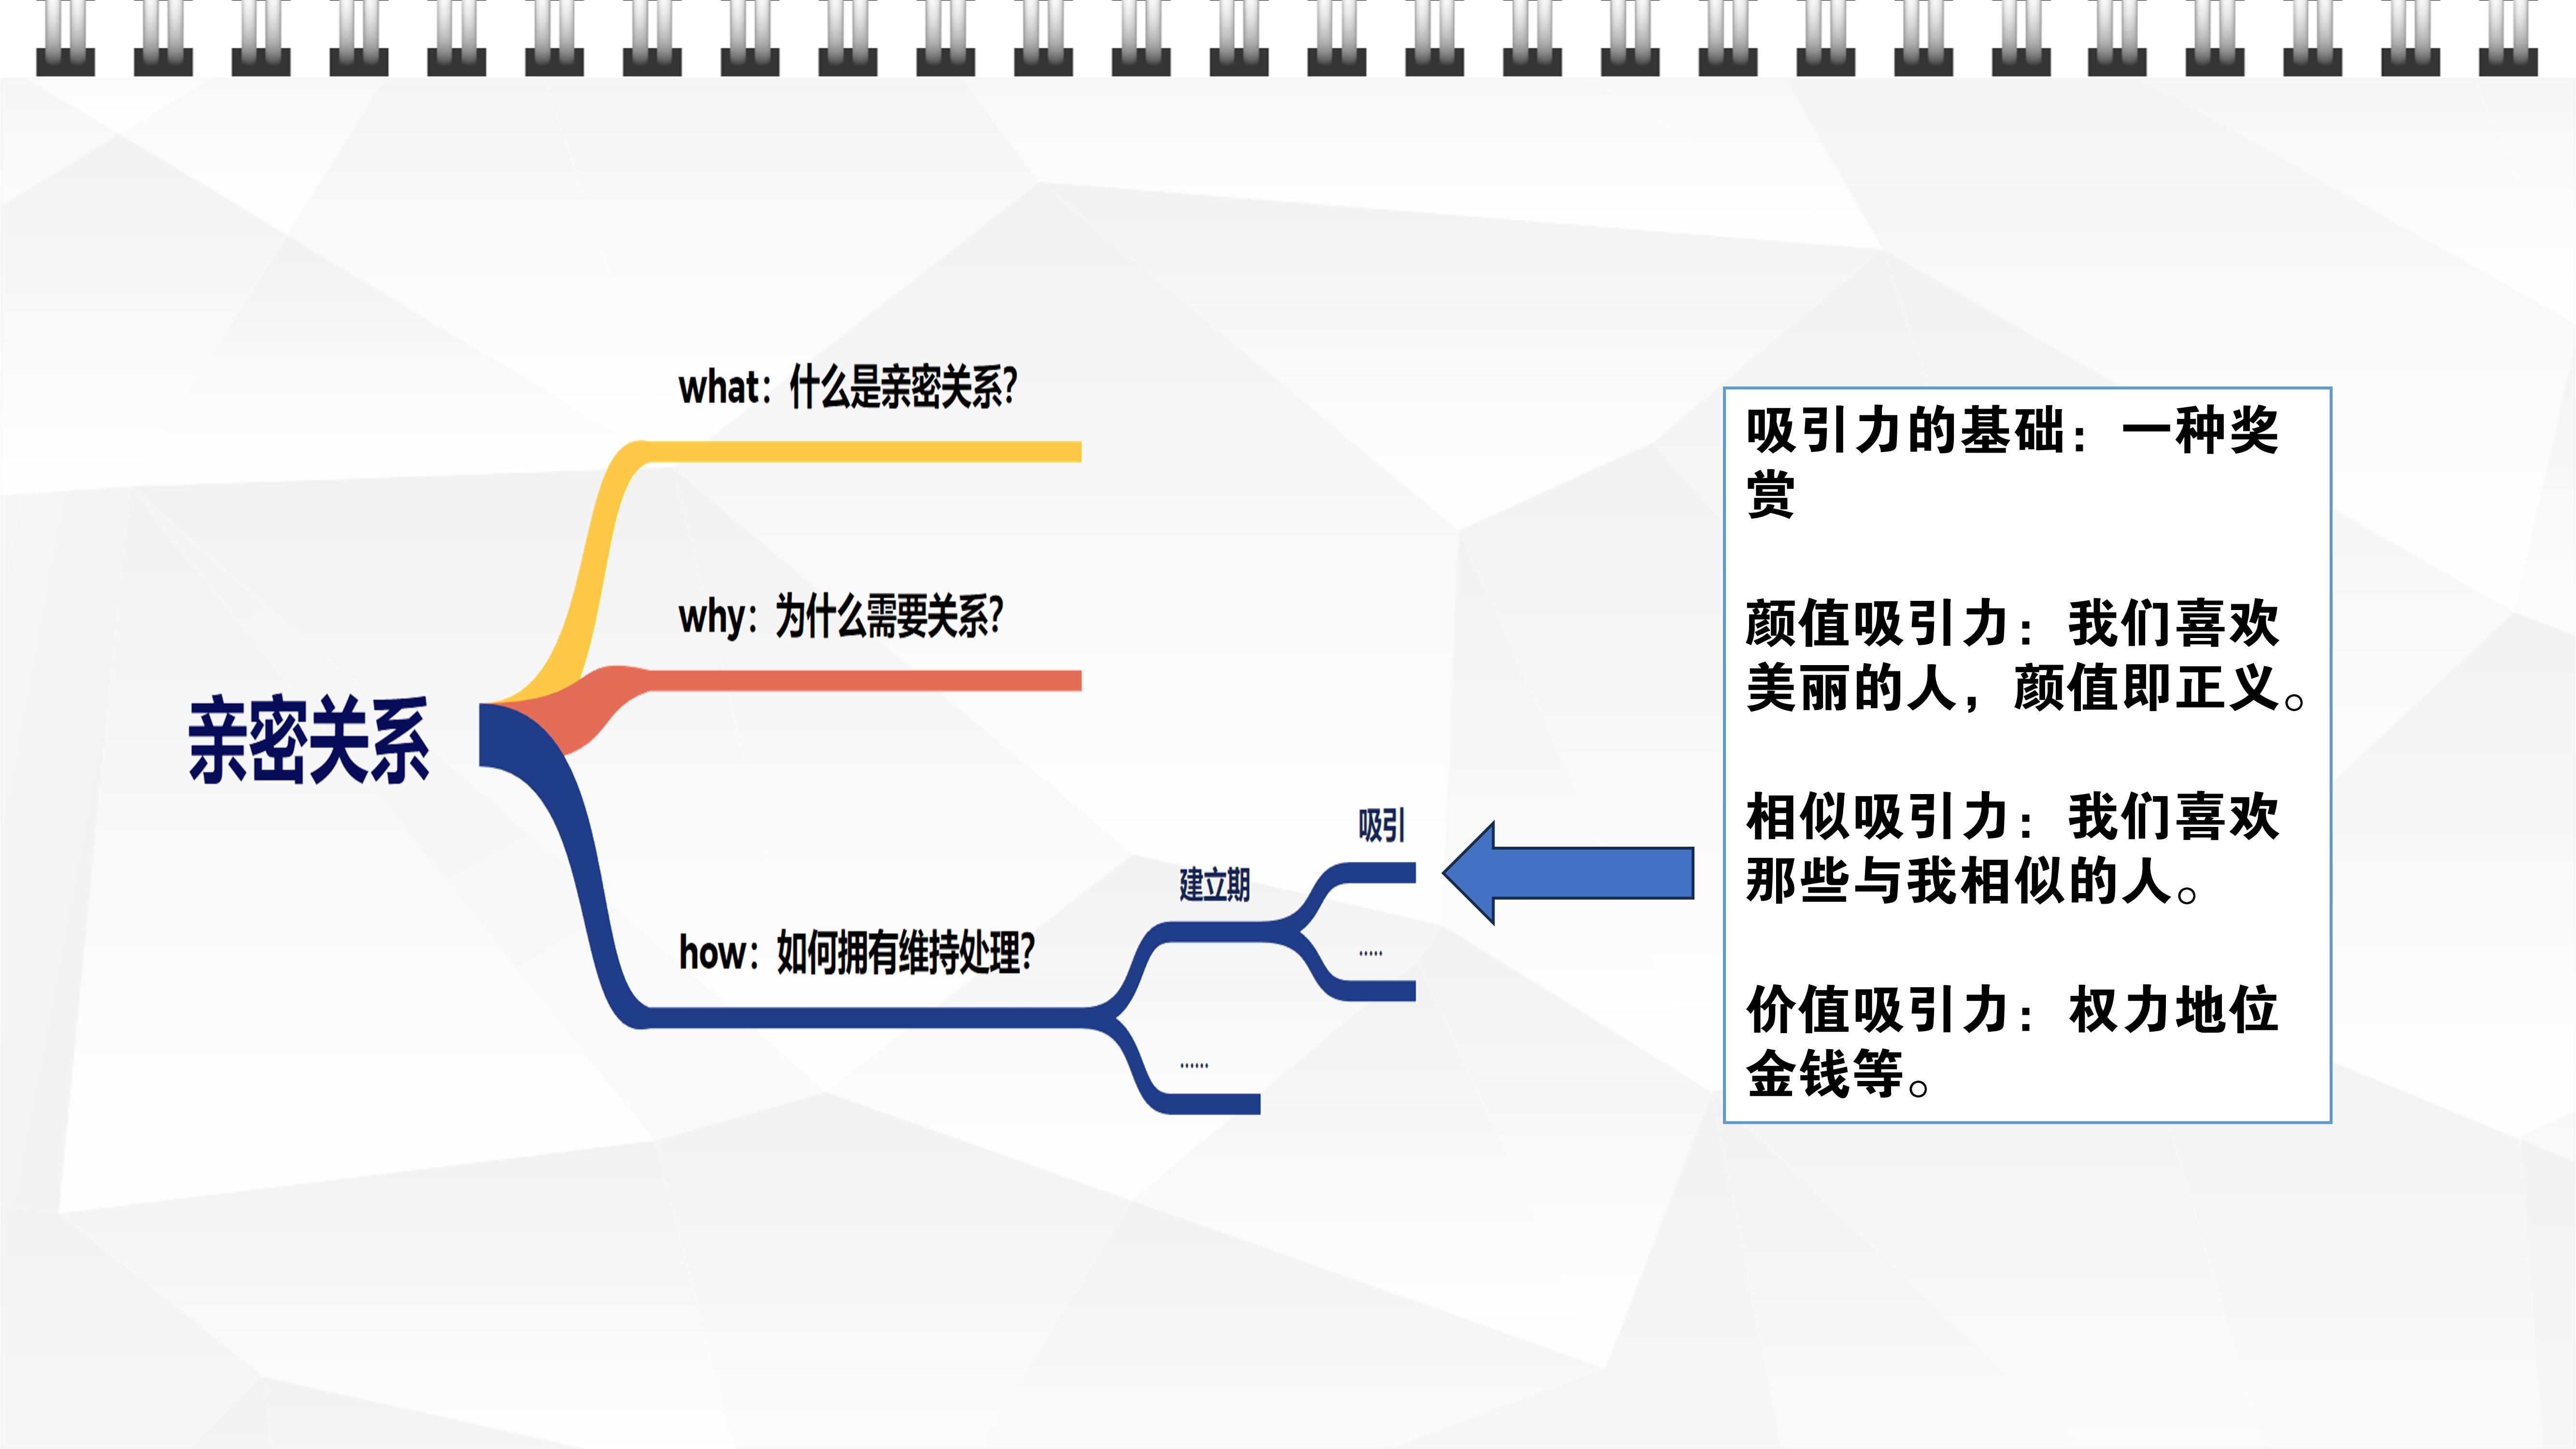 亲密关系
what：什么是亲密关系？
why：为什么需要关系？
how：如何拥有维持处理？
建立期
吸引
.....
......
吸引力的基础：一种奖
赏
颜值吸引力：我们喜欢
美丽的人，颜值即正义。
相似吸引力：我们喜欢
那些与我相似的人。
价值吸引力：权力地位
金钱等。